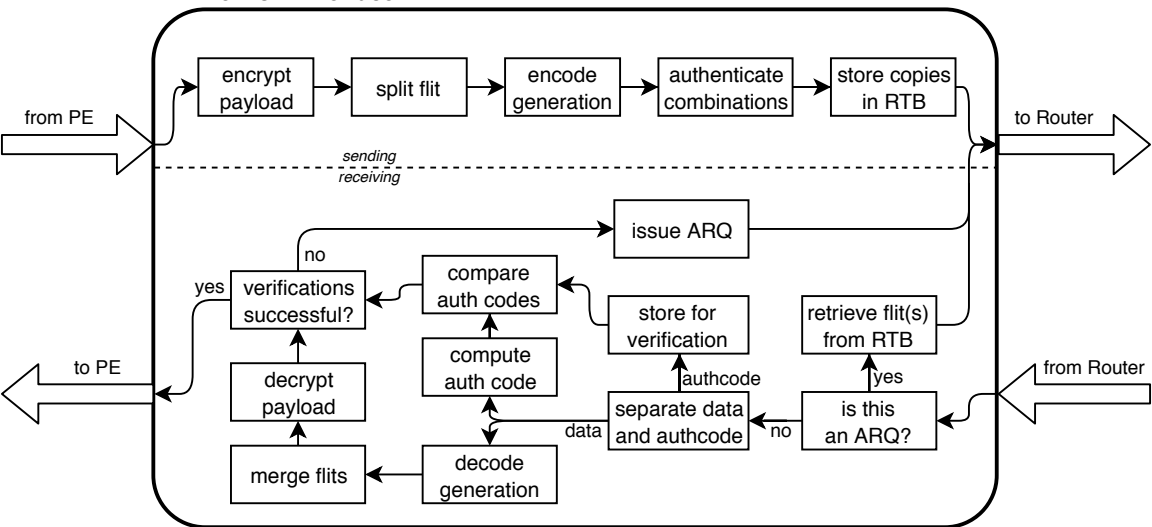 encrypt
payload
split flit
encode
generation
authenticate
combinations
store copies
in RTB
from PE
to Router
sending
receiving
issue ARQ
no
yes
verifications
successful?
compare
auth codes
store for
verification
retrieve flit(s)
from RTB
to PE
decrypt
payload
compute
auth code
authcode
yes
from Router
separate data
and authcode
is this
an ARQ?
data
no
merge flits
decode
generation